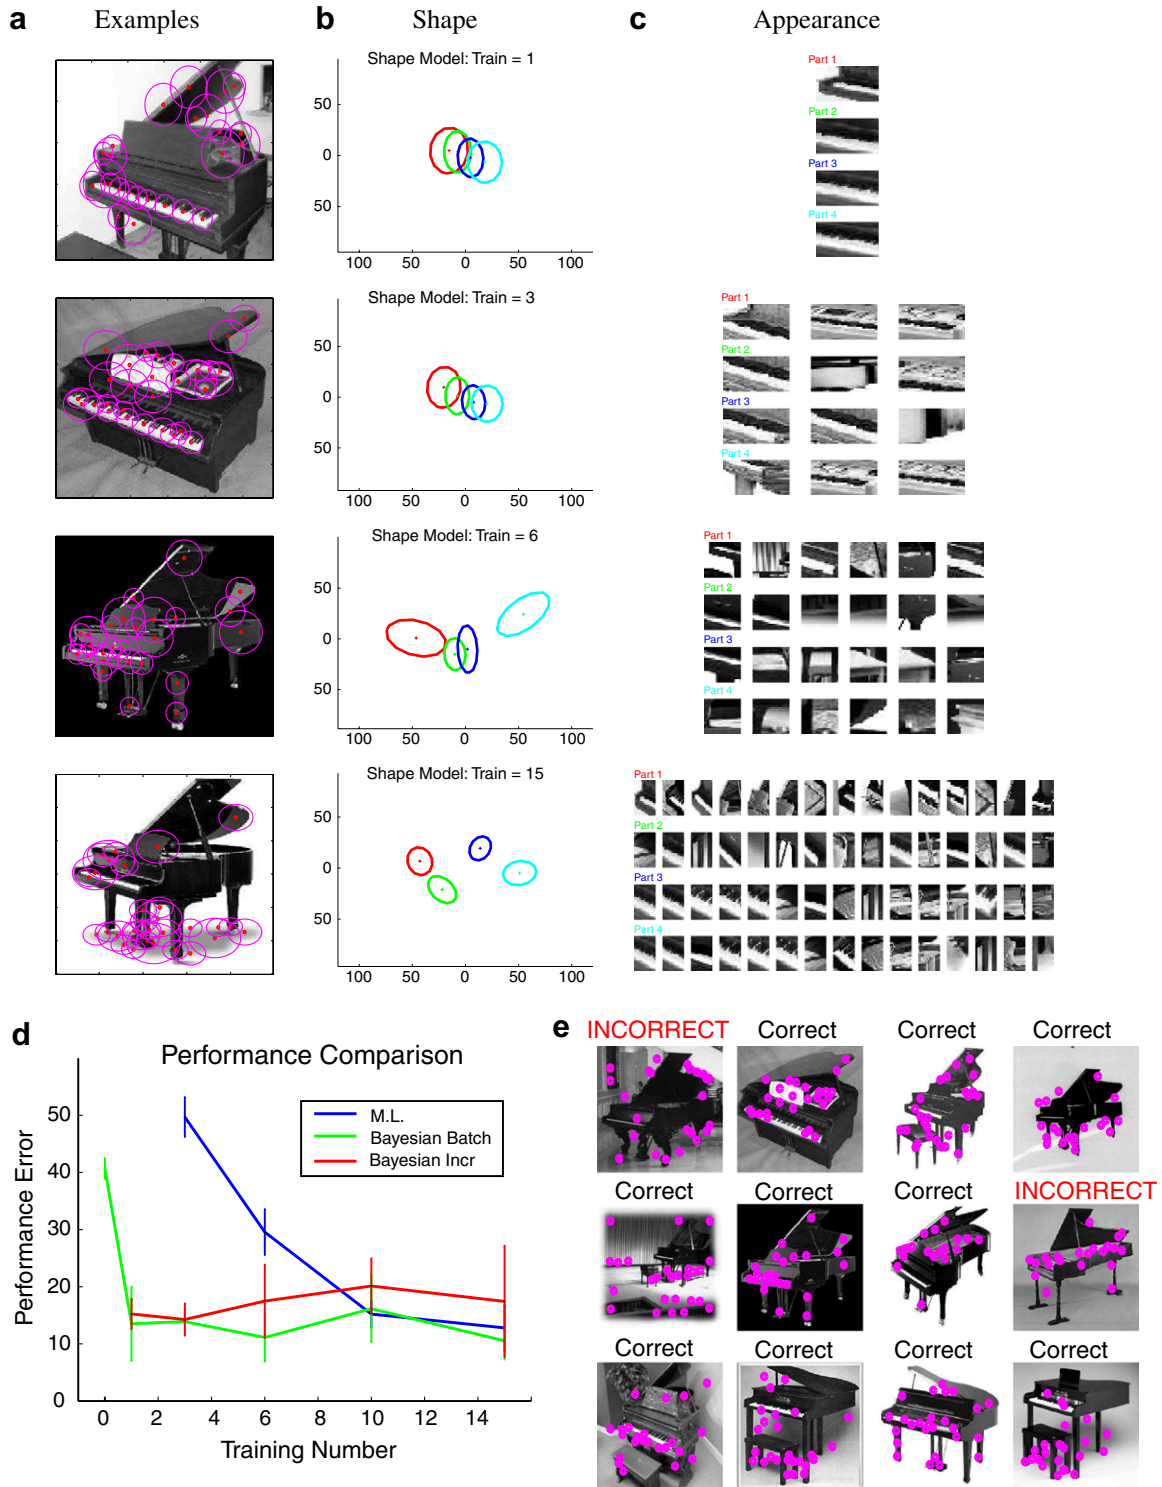 a Examples b Shape c Appearance
Shape Model: Train = 1
50
0
50
100 50 0 50 100
Part 1
Part 2
Part 3
Part 4
Shape Model: Train = 3
50
0
50
100 50 0 50 100
Part 1
Part 2
Part 3
Part 4
Shape Model: Train = 6
50
0
50
100 50 0 50 100
Part 1
Part 2
Part 3
Part 4
Shape Model: Train = 15
50
0
50
100 50 0 50 100
Part 1
Part 2
Part 3
Part 4
d
Performance Comparison
Performance Error
50
40
30
20
10
0
0 2 4 6 8 10 12 14
Training Number
M.L.
Bayesian Batch
Bayesian Incr
e
INCORRECT Correct Correct Correct
Correct Correct Correct INCORRECT
Correct Correct Correct Correct